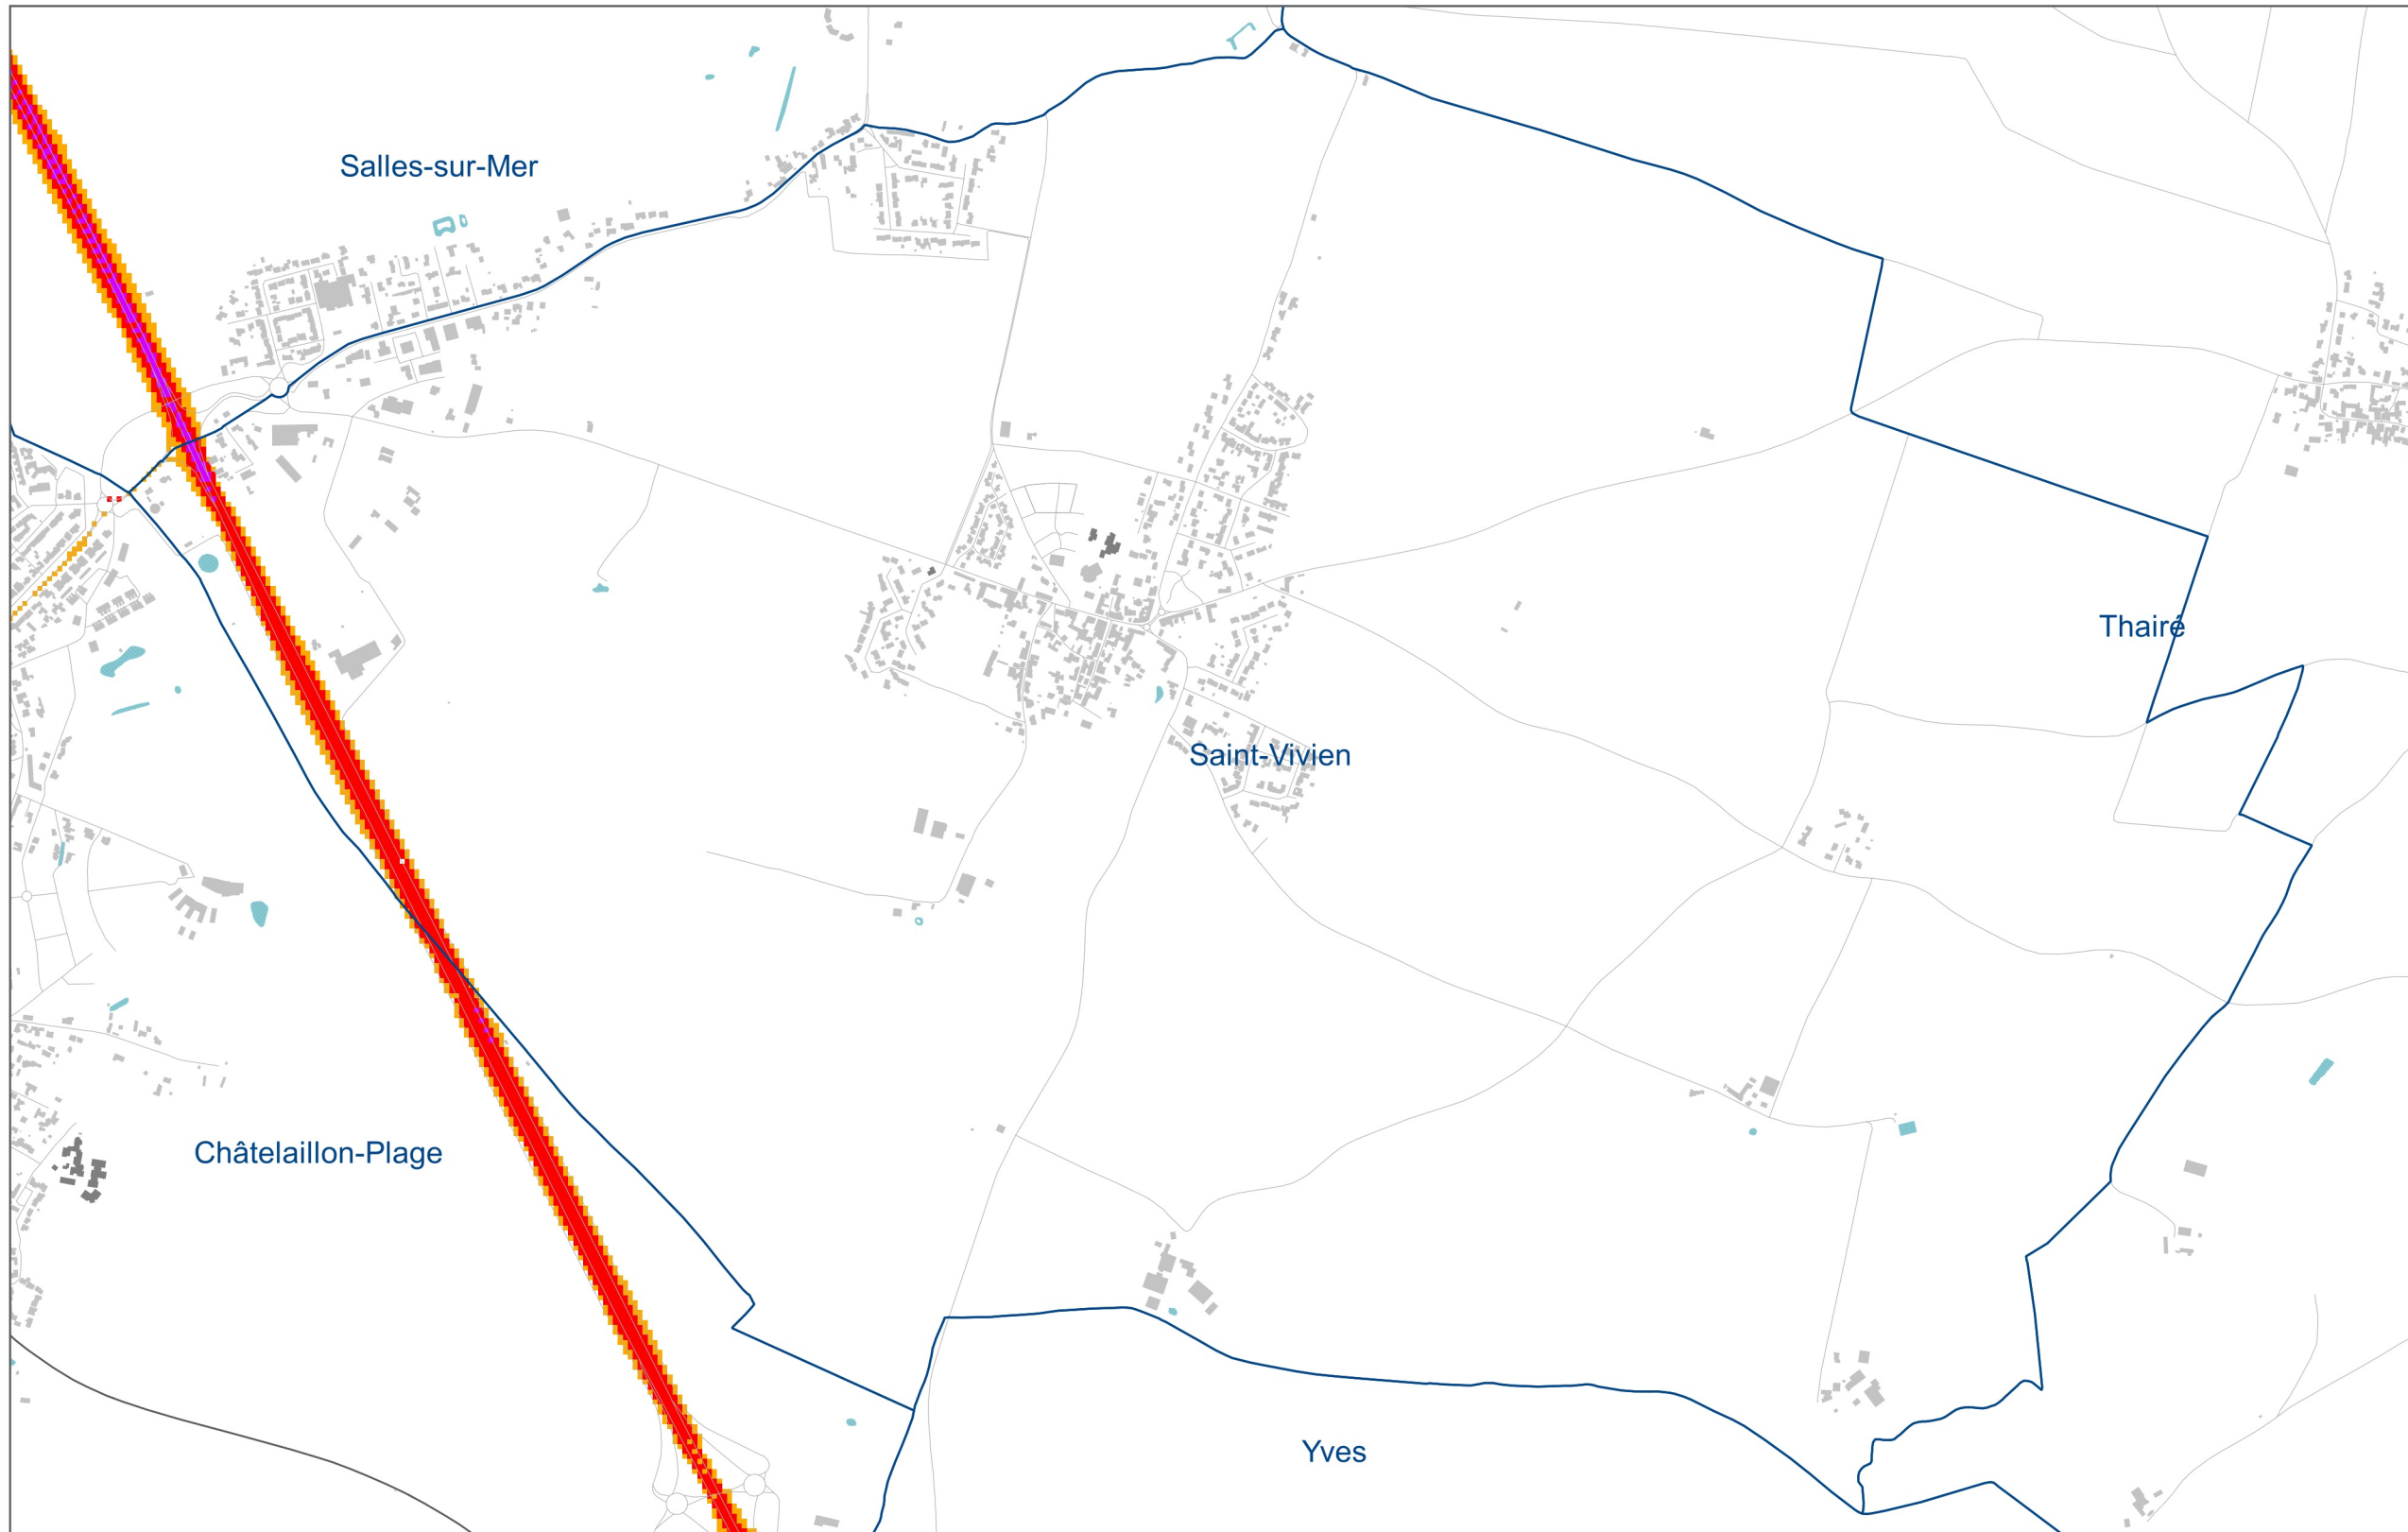 Salles-sur-Mer
Thairé
Saint-Vivien
Châtelaillon-Plage
Yves